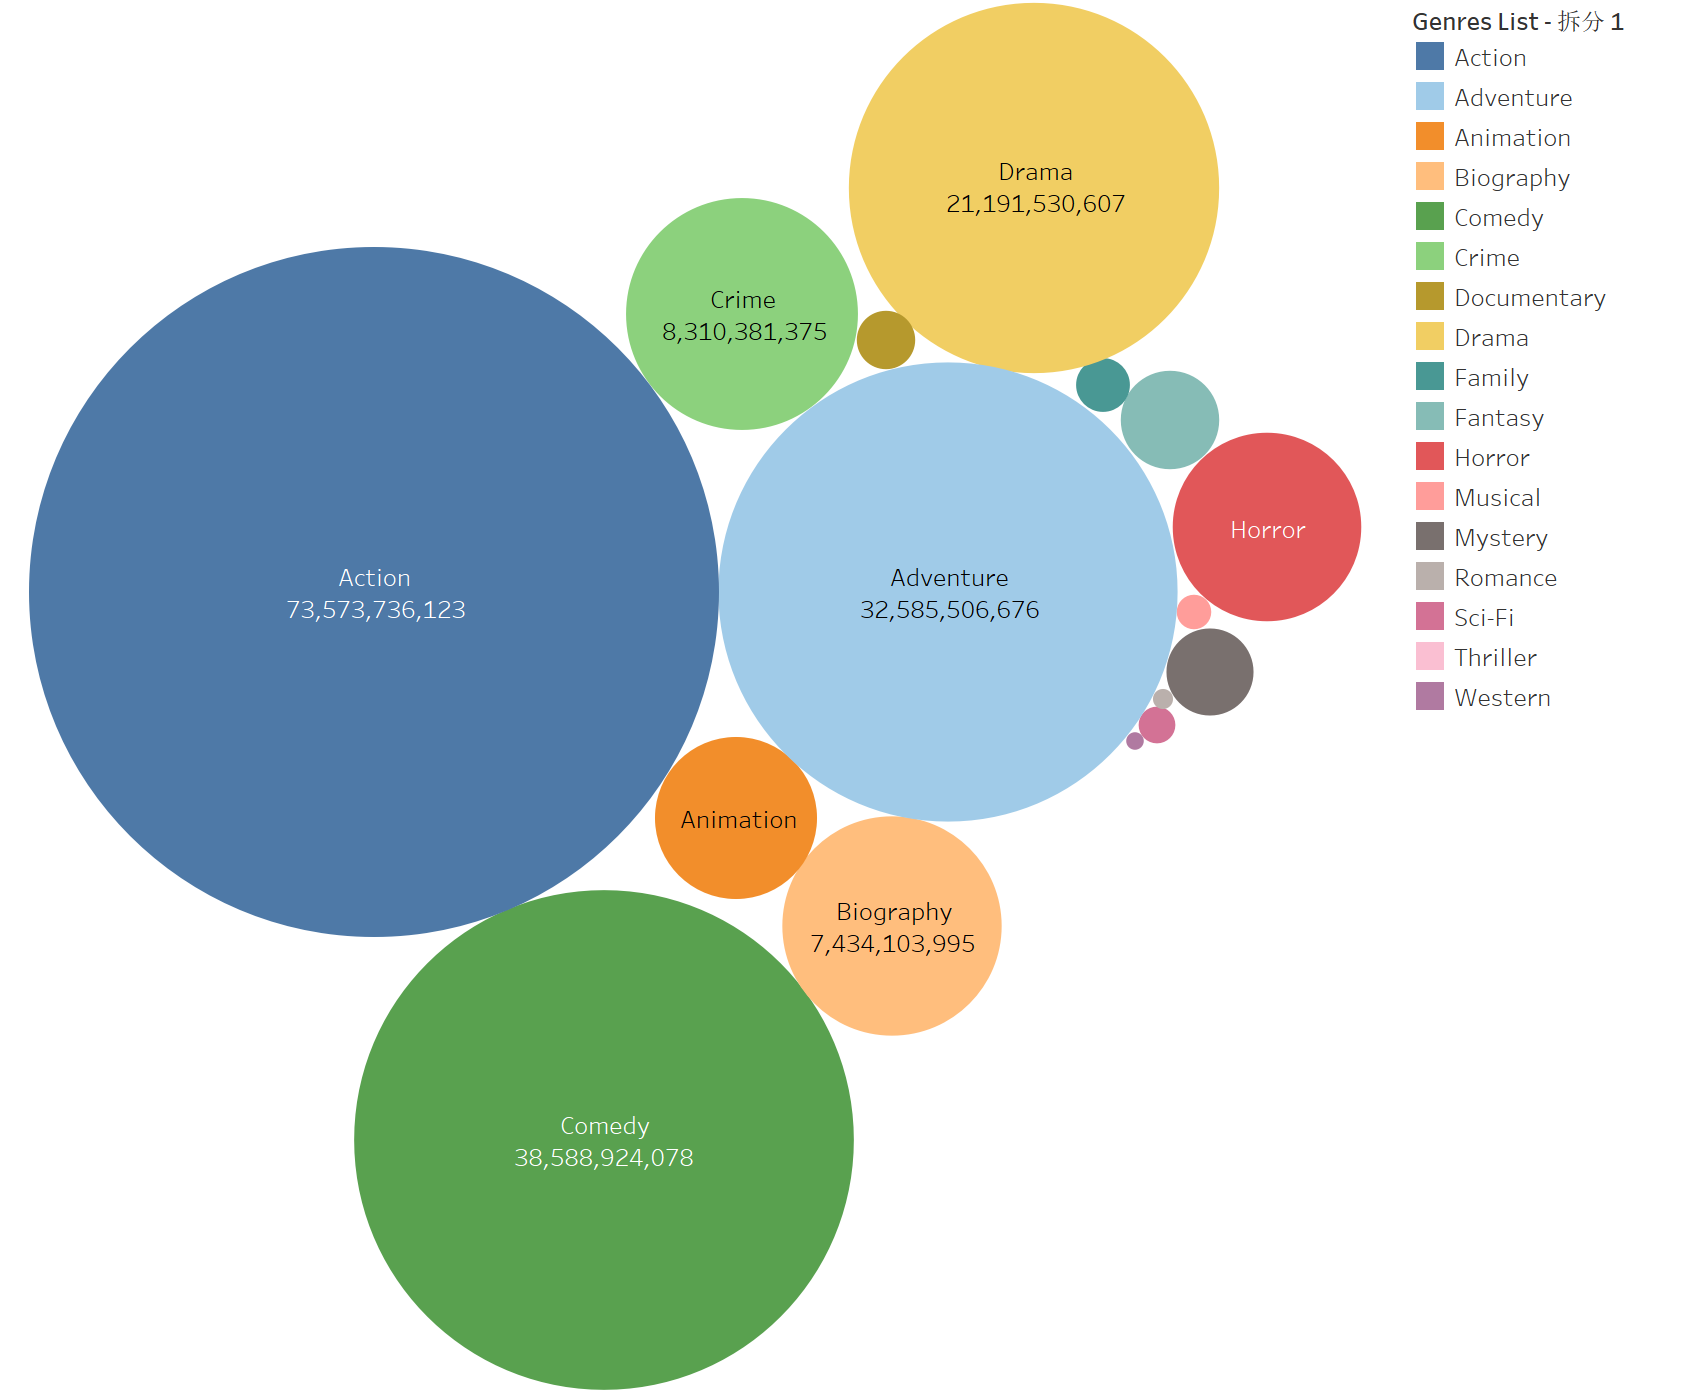 Drama
21,191,530,607
Crime
8,310,381,375
Horror
Action
73,573,736,123
Adventure
32,585,506,676
Animation
Biography
7,434,103,995
Comedy
38,588,924,078
Genres List - 拆分 1
Action
Adventure
Animation
Biography
Comedy
Crime
Documentary
Drama
Family
Fantasy
Horror
Musical
Mystery
Romance
Sci-Fi
Thriller
Western